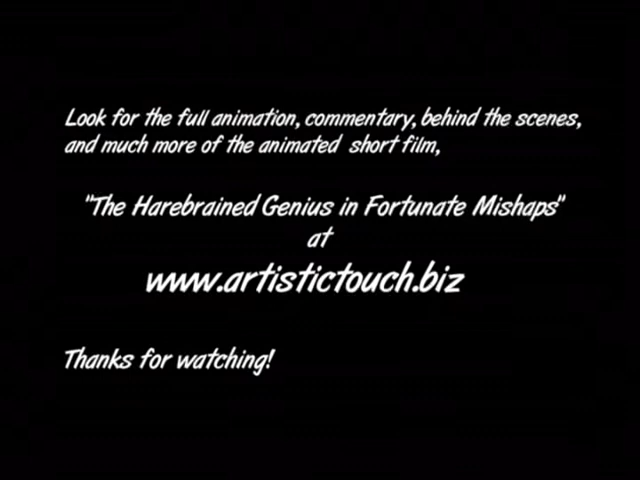 Look for the full animation, commentary, behind the scenes,
and much more of the animated short film,
"The Harebrained Genius in Fortunate Mishaps"
at
www.artistictouch.biz
Thanks for watching!